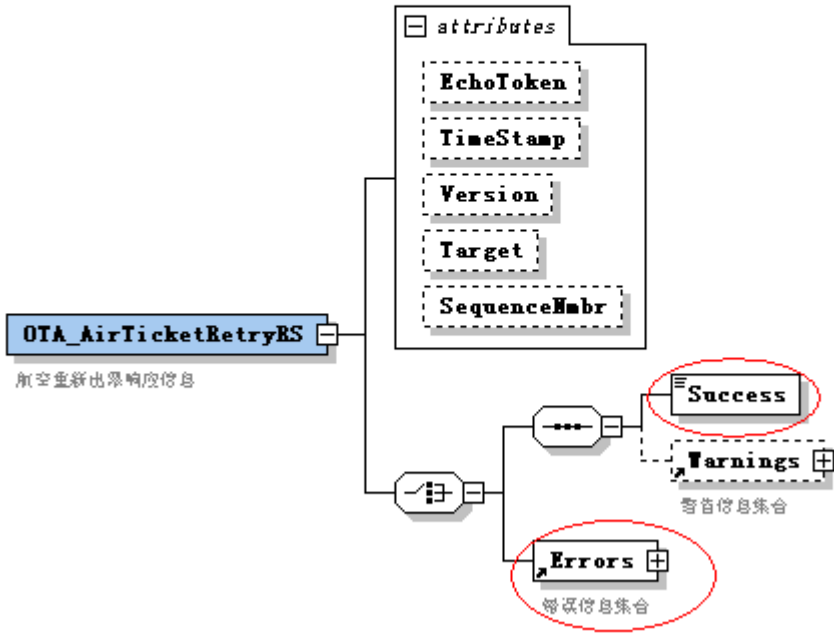 attributes
EchoToken
TimeStamp
Version
Target
SequenceNmbr
OTA_AirTicketRetryRS
航空重新出票响应信息
Success
Warnings
警告信息集合
Errors
错误信息集合